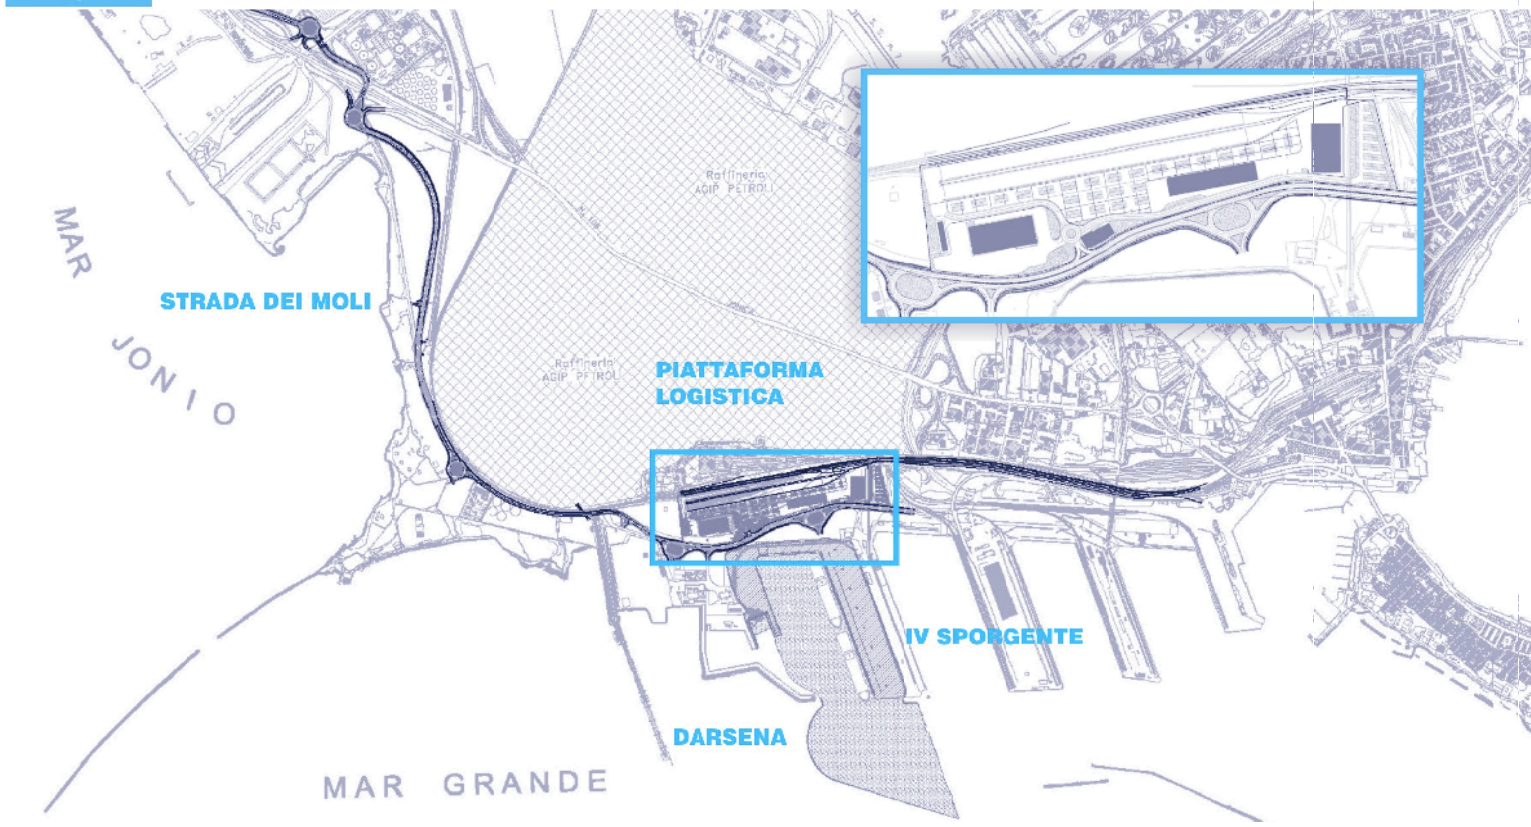 Raffineria
AGIP PETROLI
MAR
JONIO
STRADA DEI MOLI
Raffineria
AGIP PETROLI
PIATTAFORMA
LOGISTICA
IV SPORGENTE
DARSENA
MAR GRANDE